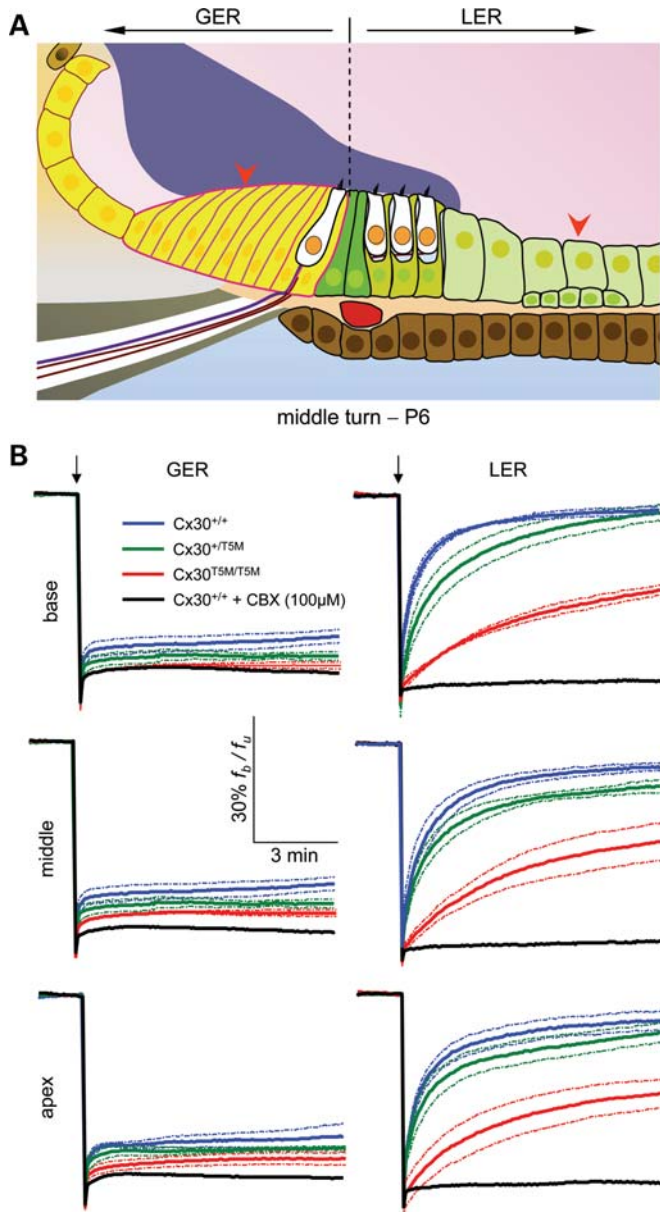 A
GER
LER
middle turn – P6
B
GER
LER
Cx30+/+
Cx30+/T5M
Cx30T5M/T5M
Cx30+/+ + CBX (100µM)
base
30% fb / fu
3 min
middle
apex